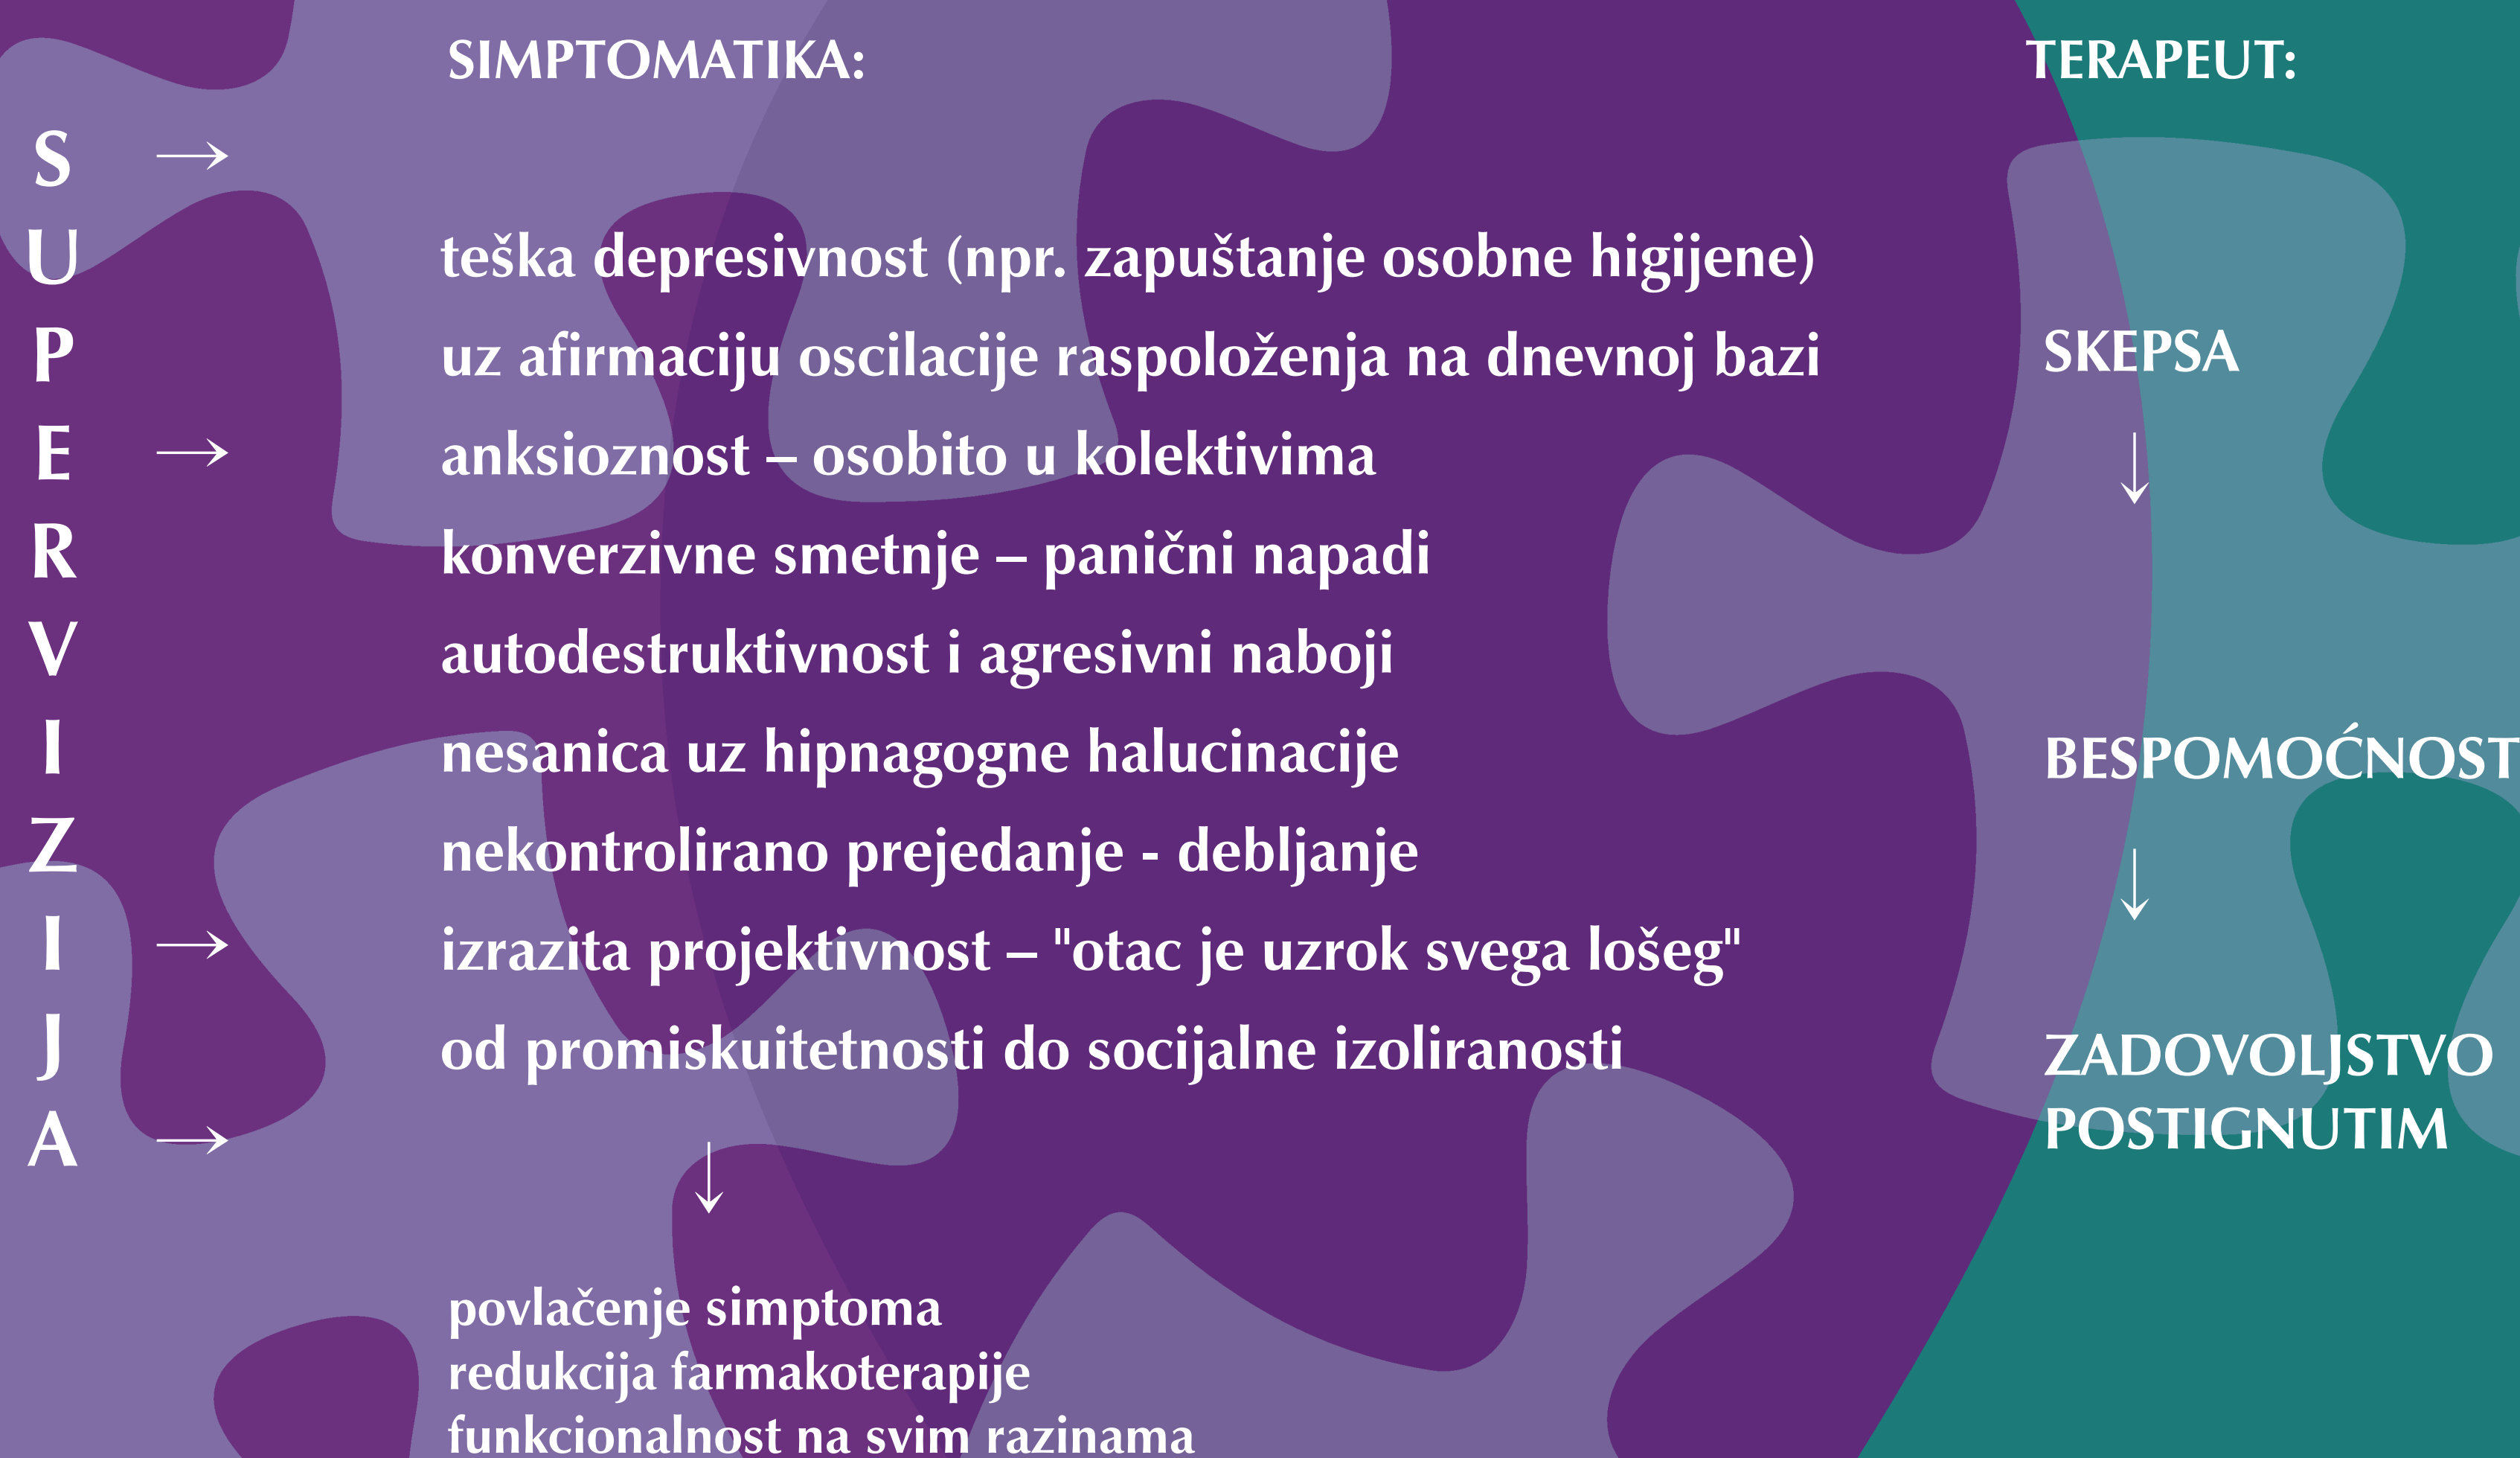 SIMPTOMATIKA:
TERAPEUT:
SUPERVIZIJA
→
→
→
→
teška depresivnost (npr. zapuštanje osobne higijene)
uz afirmaciju oscilacije raspoloženja na dnevnoj bazi
anksioznost – osobito u kolektivima
konverzivne smetnje – panični napadi
autodestruktivnost i agresivni naboji
nesanica uz hipnagogne halucinacije
nekontrolirano prejedanje - debljanje
izrazita projektivnost – "otac je uzrok svega lošeg"
od promiskuitetnosti do socijalne izoliranosti
↓
povlačenje simptoma
redukcija farmakoterapije
funkcionalnost na svim razinama
SKEPSA
↓
BESPOMOĆNOST
↓
ZADOVOLJSTVO
POSTIGNUTIM